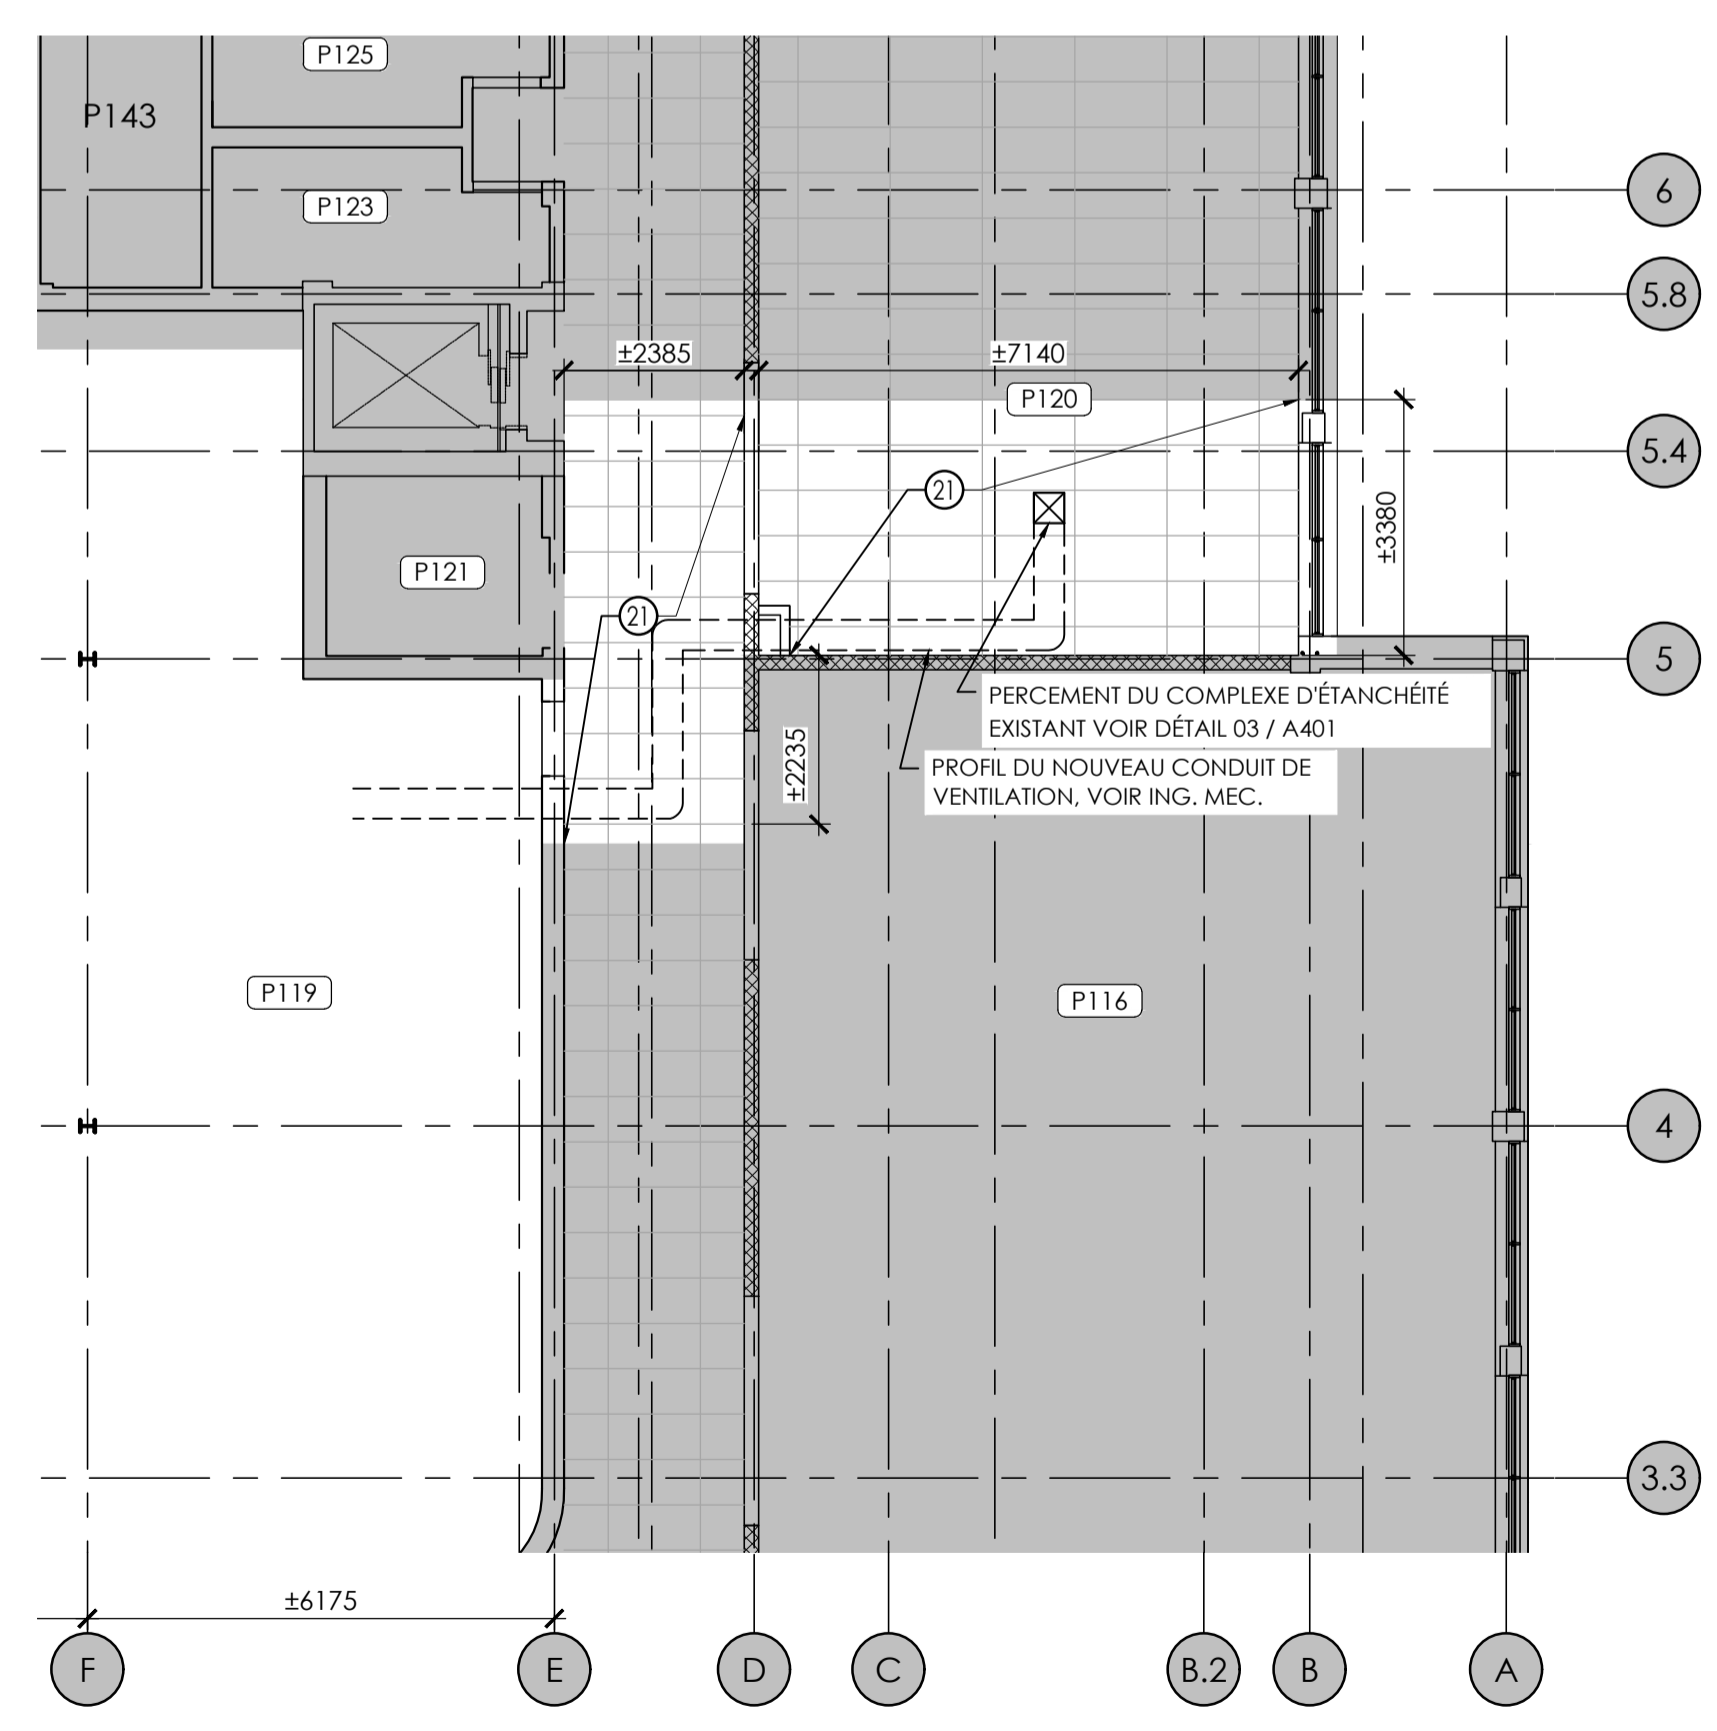 P125
P143
P123
6
5.8
±2385
±7140
P120
5.4
21
±3380
P121
21
5
PERCEMENT DU COMPLEXE D'ÉTANCHÉITÉ
EXISTANT VOIR DÉTAIL 03 / A401
±2235
PROFIL DU NOUVEAU CONDUIT DE
VENTILATION, VOIR ING. MEC.
P119
P116
4
3.3
±6175
F
E
D
C
B.2
B
A